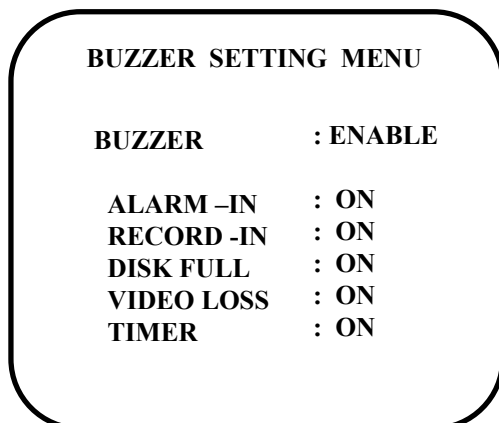 BUZZER SETTING MENU
BUZZER : ENABLE
ALARM –IN : ON
RECORD -IN : ON
DISK FULL : ON
VIDEO LOSS : ON
TIMER : ON